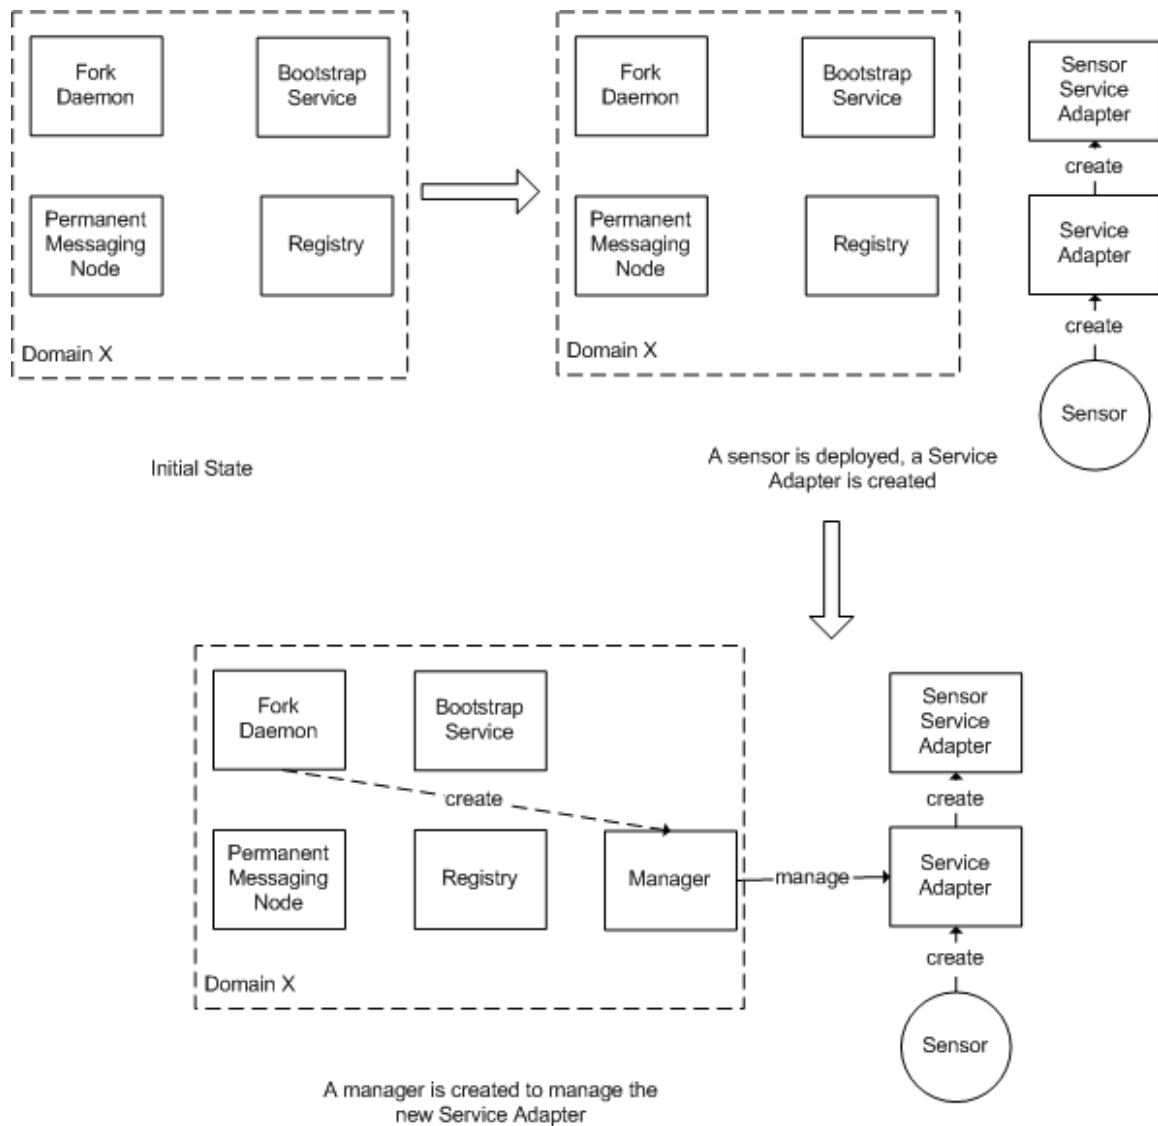 Fork
Daemon
Bootstrap
Service
Permanent
Messaging
Node
Registry
Domain X
Initial State
Fork
Daemon
Bootstrap
Service
Permanent
Messaging
Node
Registry
Domain X
Sensor
Service
Adapter
create
Service
Adapter
create
Sensor
A sensor is deployed, a Service
Adapter is created
Fork
Daemon
Bootstrap
Service
create
Permanent
Messaging
Node
Registry
Manager
manage
Domain X
Sensor
Service
Adapter
create
Service
Adapter
create
Sensor
A manager is created to manage the
new Service Adapter